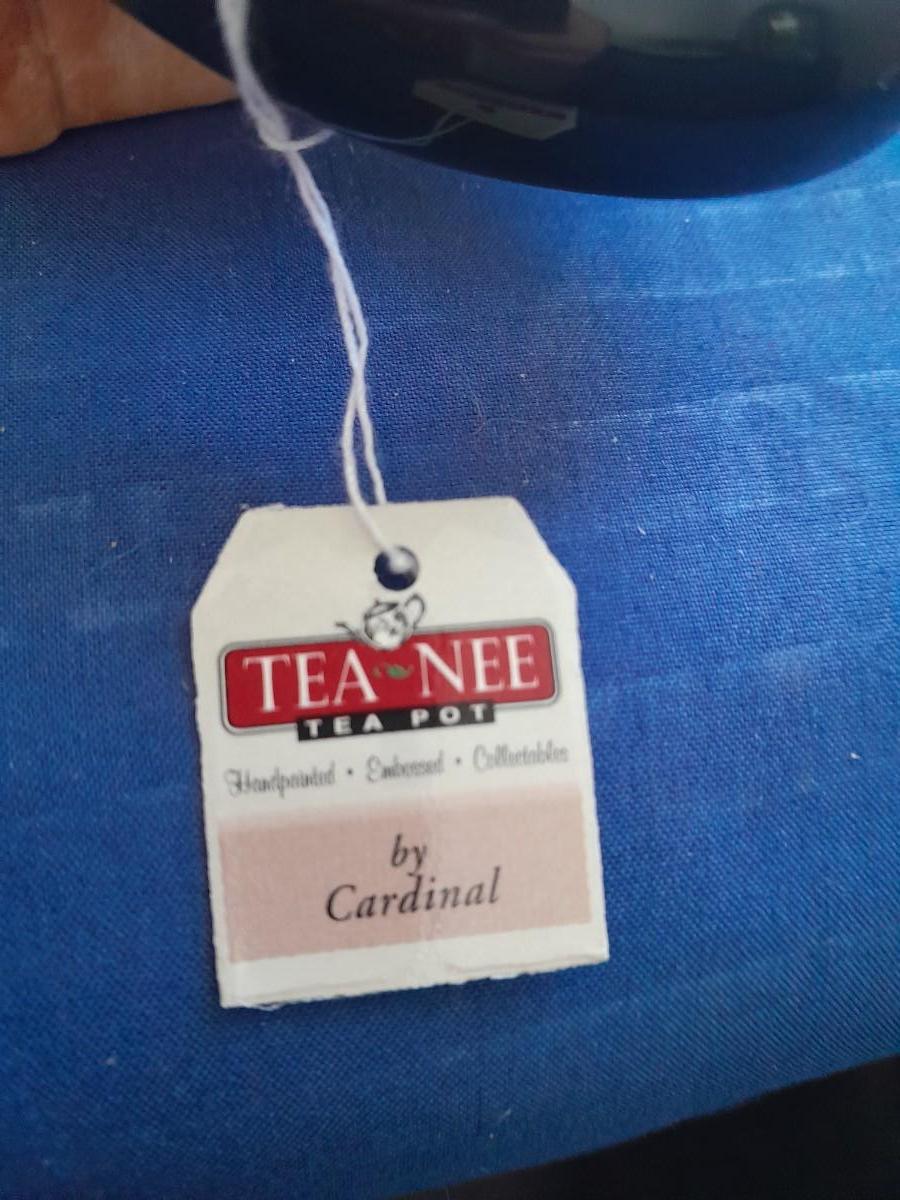 TEA NEE
TEA POT
Handpainted • Embossed • Collectables
by
Cardinal